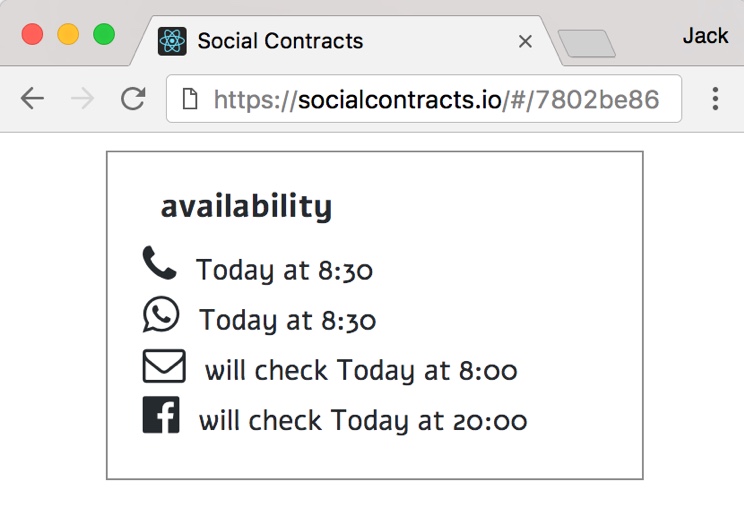 Social Contracts
Jack
https://socialcontracts.io/#/7802be86
availability
Today at 8:30
Today at 8:30
will check Today at 8:00
will check Today at 20:00